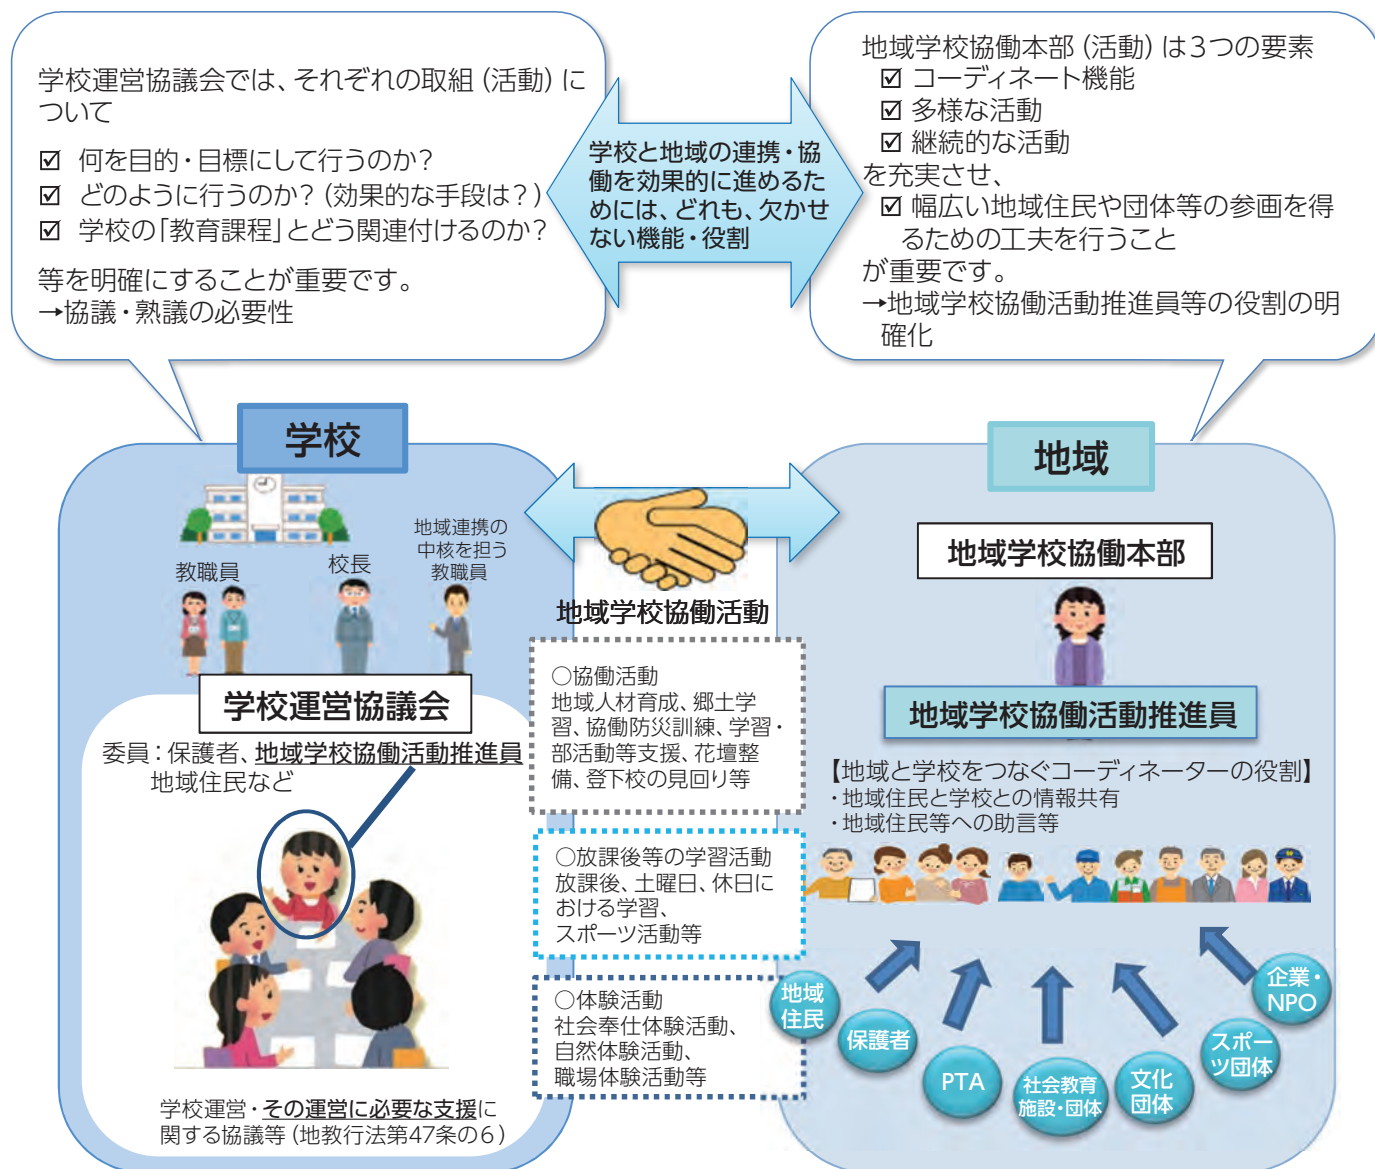 学校運営協議会では、それぞれの取組（活動）に
ついて
☑ 何を目的・目標にして行うのか？
☑ どのように行うのか？（効果的な手段は？）
☑ 学校の「教育課程」とどう関連付けるのか？
等を明確にすることが重要です。
→協議・熟議の必要性
学校と地域の連携・協
働を効果的に進めるた
めには、どれも、欠かせ
ない機能・役割
地域学校協働本部（活動）は３つの要素
☑ コーディネート機能
☑ 多様な活動
☑ 継続的な活動
を充実させ、
☑ 幅広い地域住民や団体等の参画を得
るための工夫を行うこと
が重要です。
→地域学校協働活動推進員等の役割の明
確化
学校
教職員
校長
地域連携の
中核を担う
教職員
学校運営協議会
委員：保護者、地域学校協働活動推進員
地域住民など
学校運営・その運営に必要な支援に
関する協議等（地教行法第47条の６）
地域学校協働活動
○協働活動
地域人材育成、郷土学
習、協働防災訓練、学習・
部活動等支援、花壇整
備、登下校の見回り等
○放課後等の学習活動
放課後、土曜日、休日に
おける学習、
スポーツ活動等
○体験活動
社会奉仕体験活動、
自然体験活動、
職場体験活動等
地域
地域学校協働本部
地域学校協働活動推進員
【地域と学校をつなぐコーディネーターの役割】
・地域住民と学校との情報共有
・地域住民等への助言等
地域
住民
保護者
PTA
社会教育
施設・団体
文化
団体
スポー
ツ団体
企業・
NPO